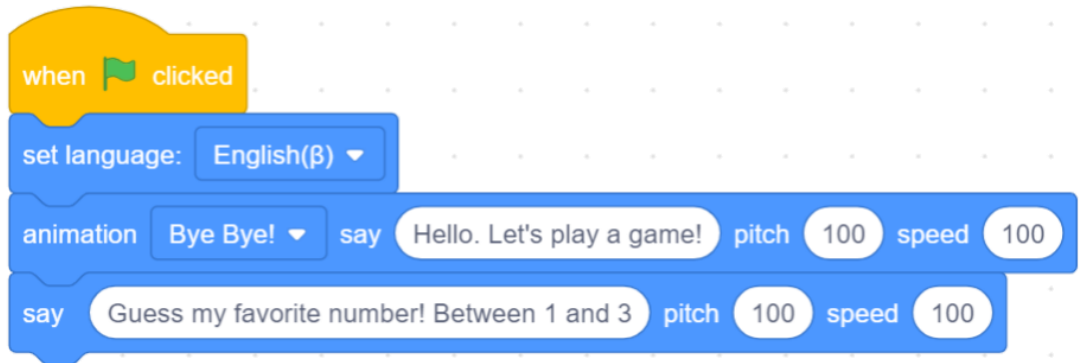 when clicked
set language: English(β)
animation Bye Bye! say Hello. Let's play a game! pitch 100 speed 100
say Guess my favorite number! Between 1 and 3 pitch 100 speed 100